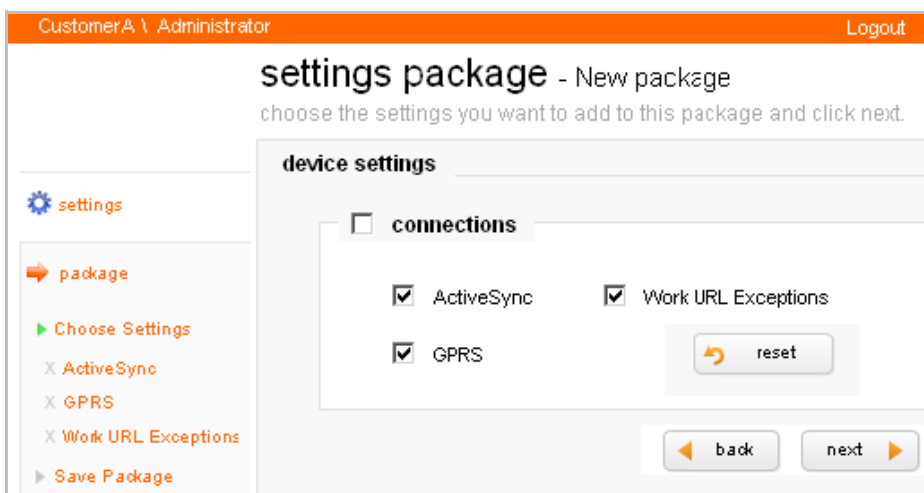 CustomerA \ Administrator Logout
settings package - New package
choose the settings you want to add to this package and click next.
device settings
settings
connections
package
ActiveSync Work URL Exceptions
Choose Settings
GPRS reset
X ActiveSync
X GPRS
X Work URL Exceptions
back next
Save Package